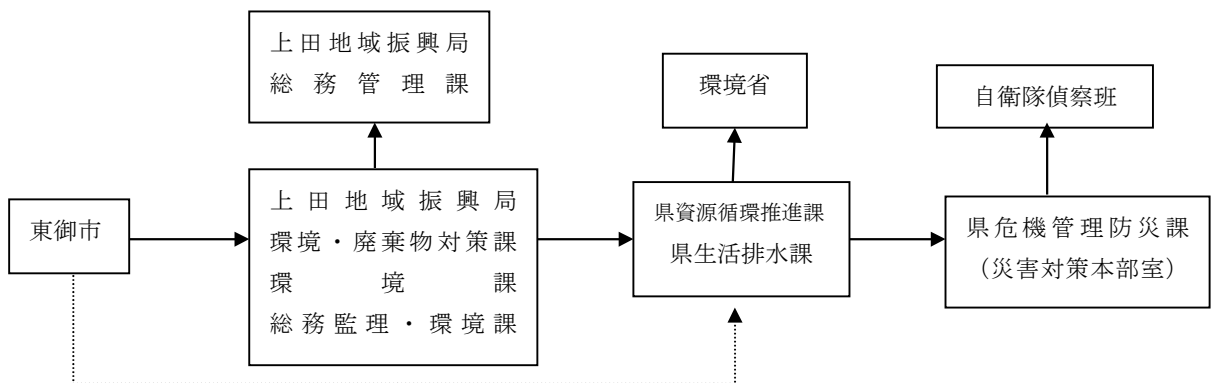 上田地域振興局
総務管理課
環境省
自衛隊偵察班
東御市
上田地域振興局
環境・廃棄物対策課
環境課
総務監理・環境課
県資源循環推進課
県生活排水課
県危機管理防災課
（災害対策本部室）